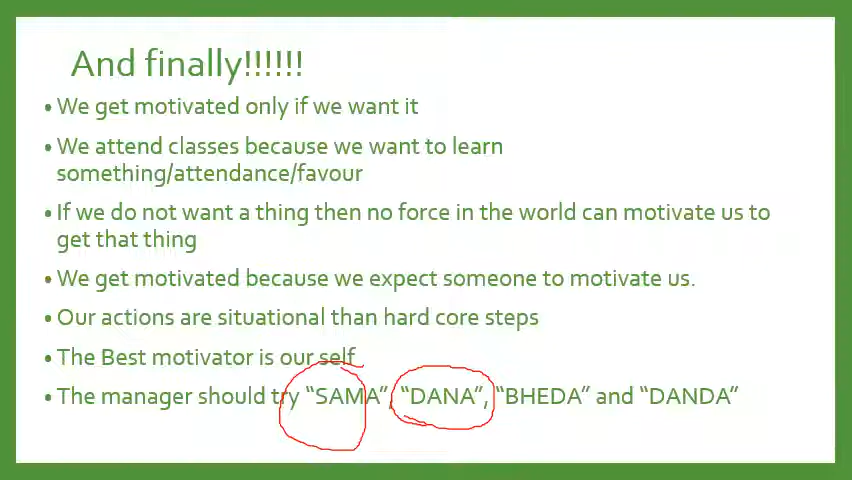 And finally!!!!!!
• We get motivated only if we want it
• We attend classes because we want to learn
something/attendance/favour
• If we do not want a thing then no force in the world can motivate us to
get that thing
• We get motivated because we expect someone to motivate us.
• Our actions are situational than hard core steps
• The Best motivator is our self
• The manager should try “SAMA”, “DANA”, “BHEDA” and “DANDA”